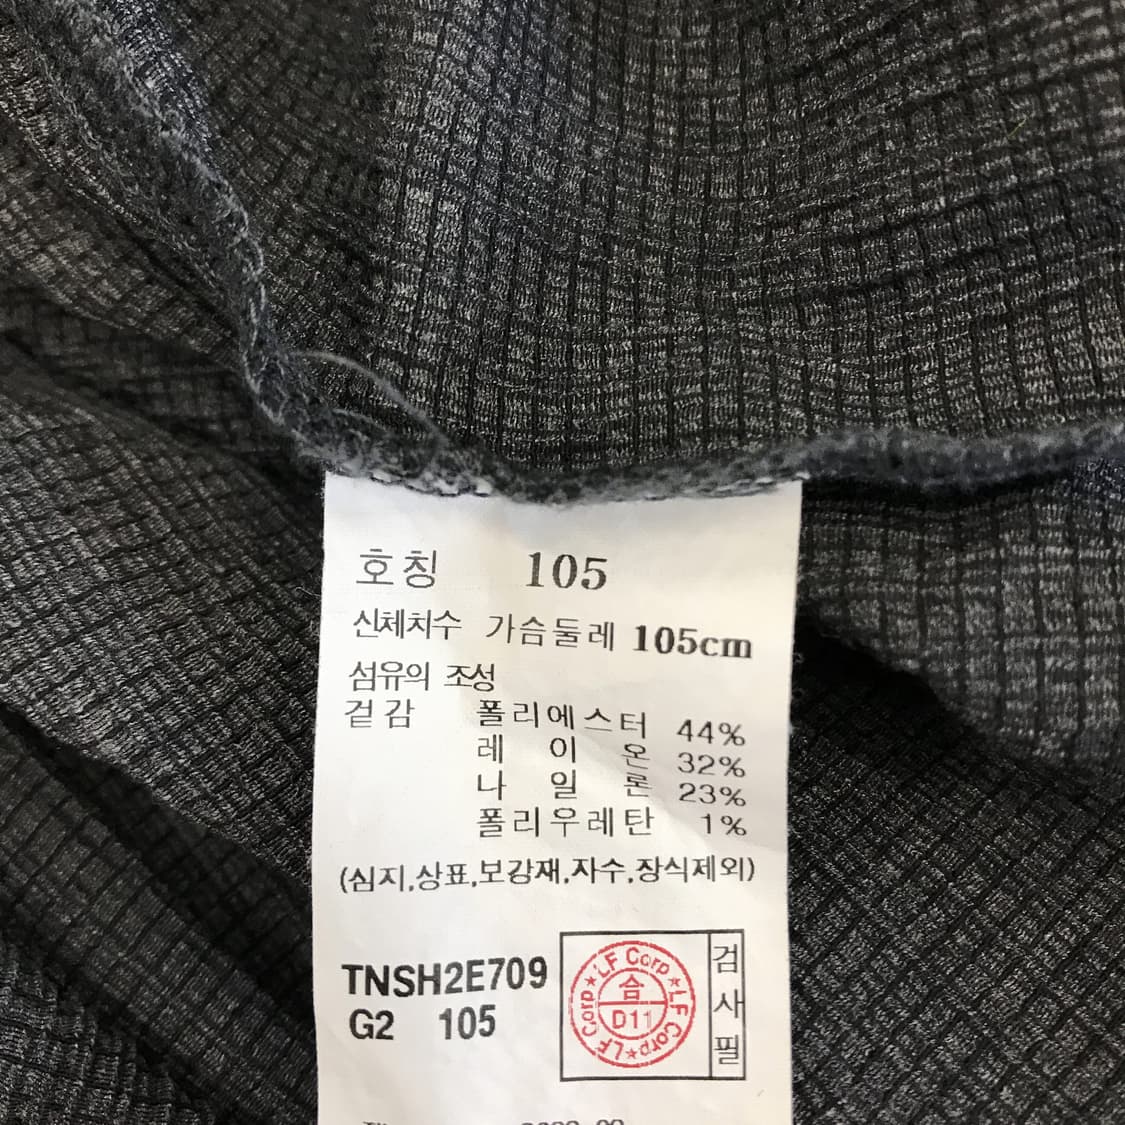 호칭 105
신체치수 가슴둘레 105cm
섬유의 조성
겉감 폴리에스터 44%
레이온 32%
나일론 23%
폴리우레탄 1%
(심지,상표,보강재,자수,장식제외)
TNSH2E709
G2 105
LF Corp★LF Corp★LF Corp★
合
D11
검사필